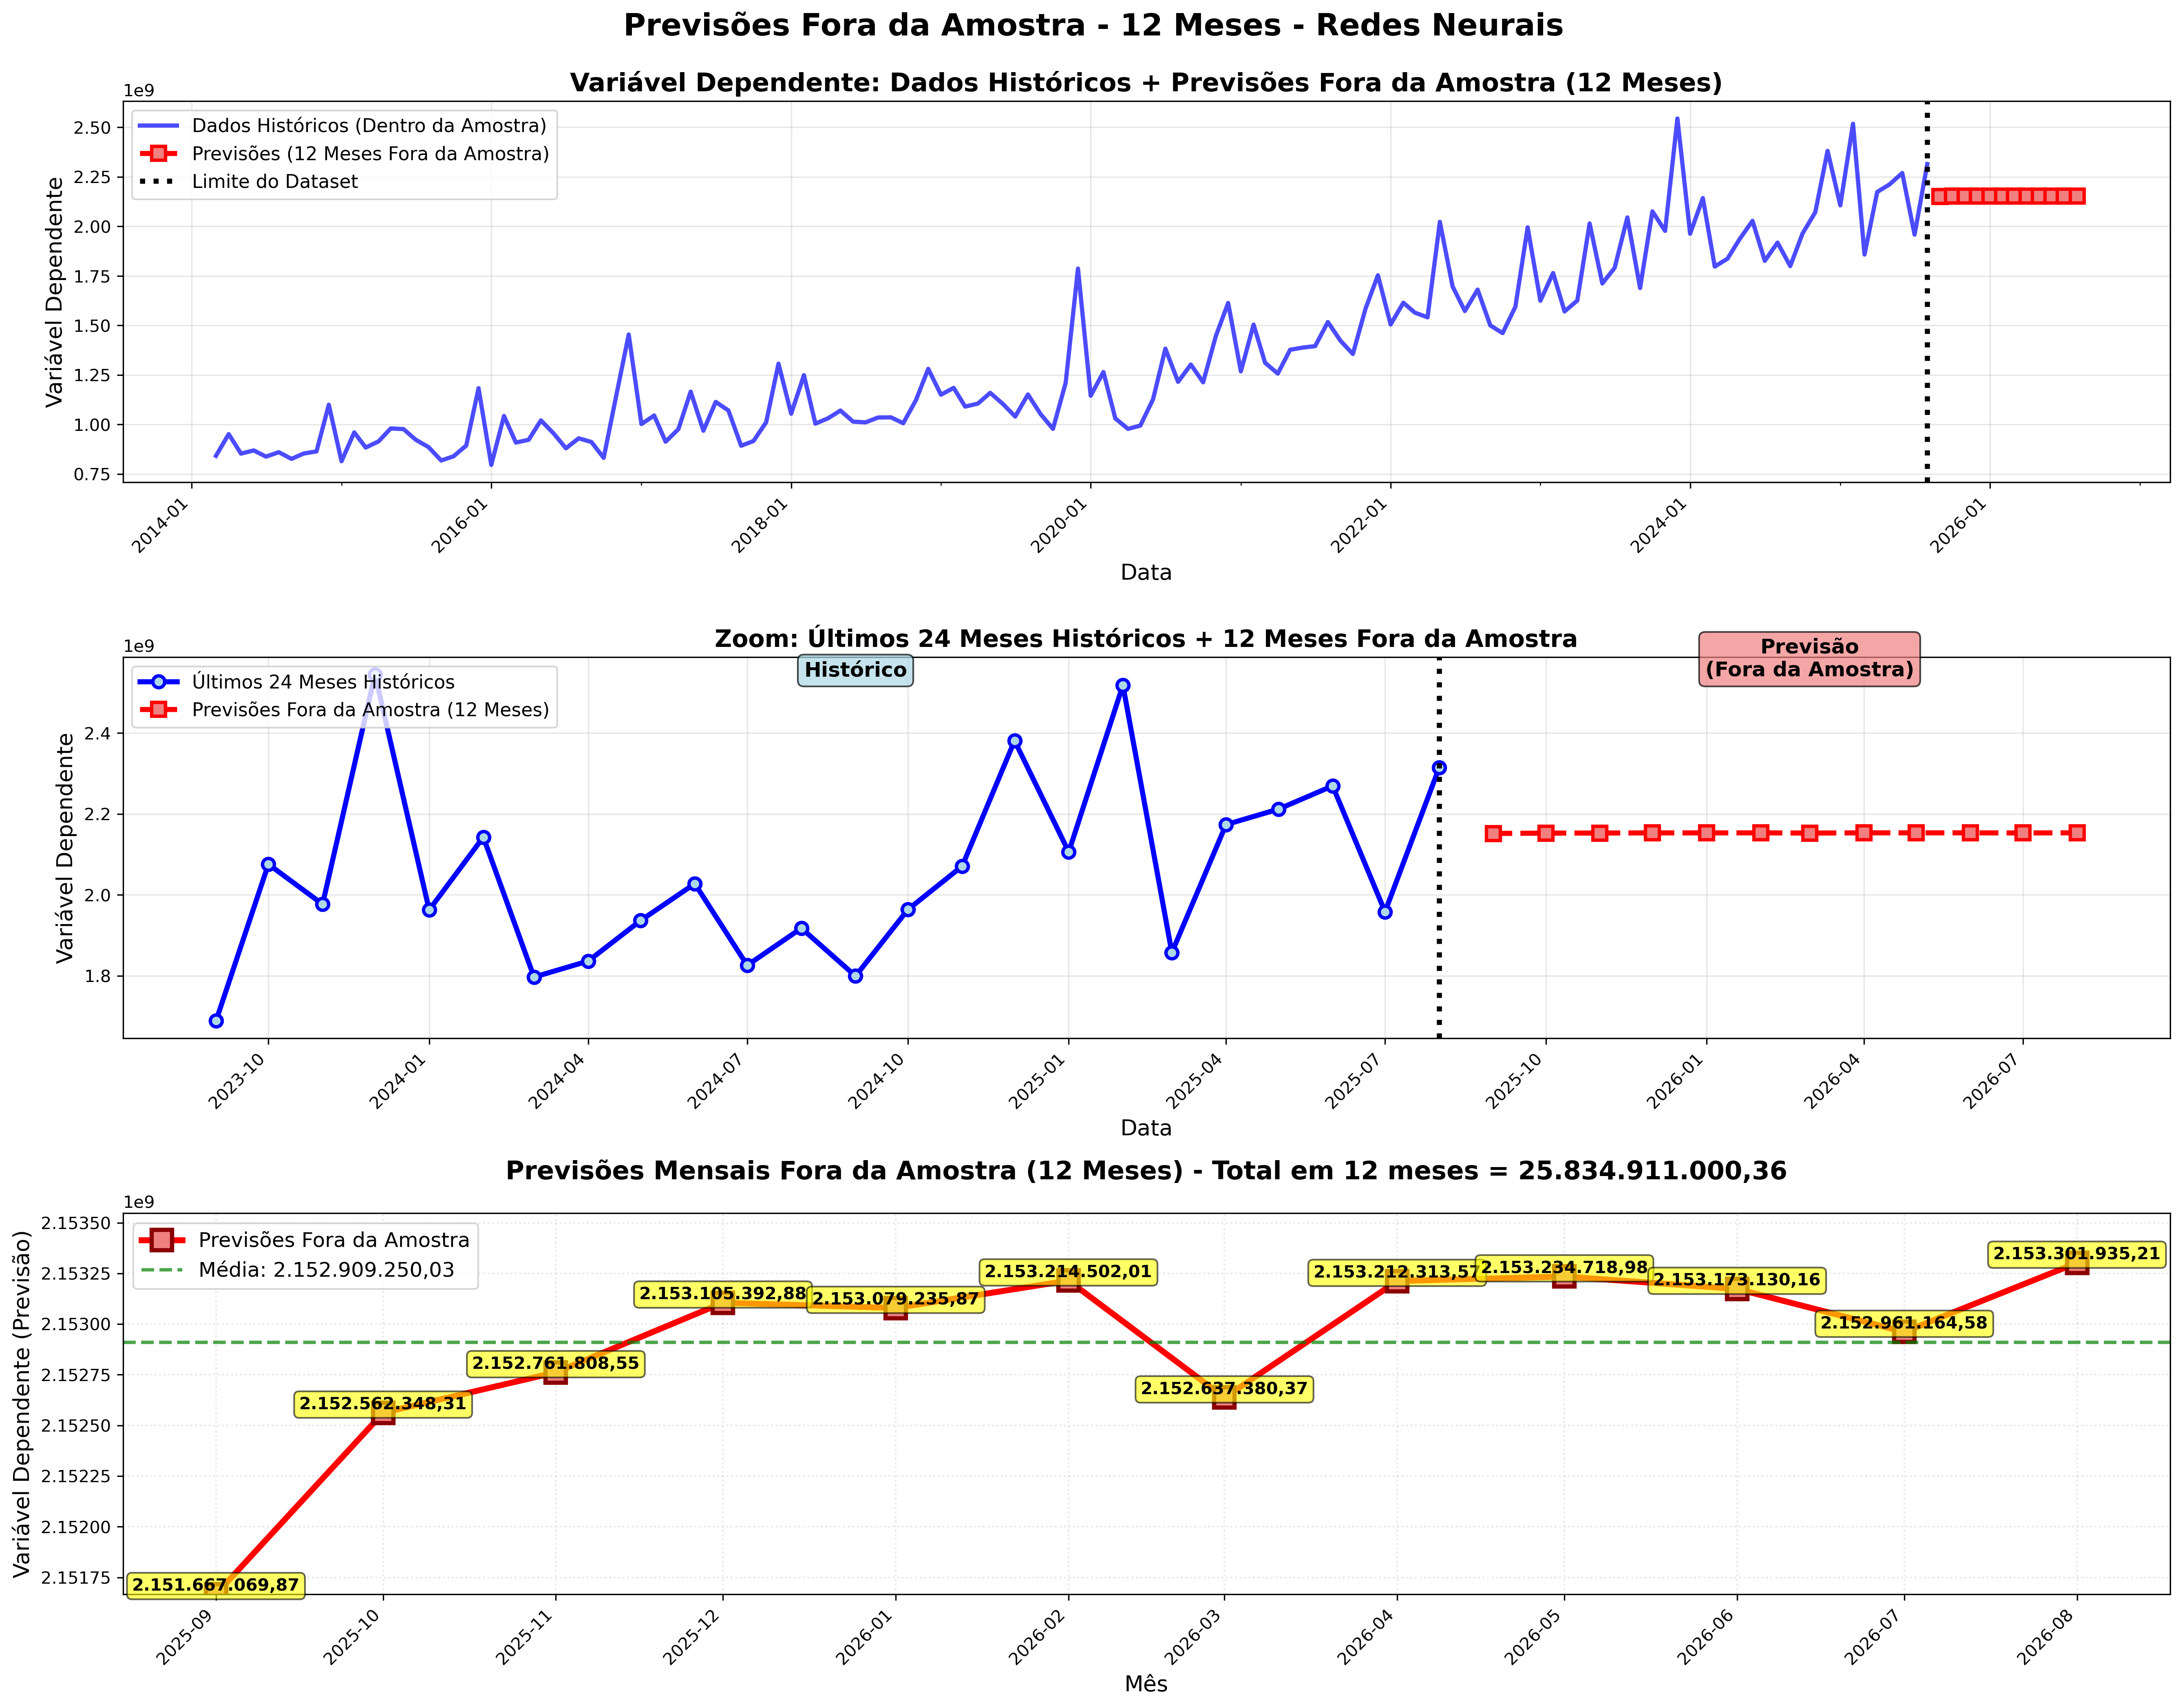 Previsões Fora da Amostra - 12 Meses - Redes Neurais
Variável Dependente: Dados Históricos + Previsões Fora da Amostra (12 Meses)
1e9
Dados Históricos (Dentro da Amostra)
Previsões (12 Meses Fora da Amostra)
Limite do Dataset
Variável Dependente
2.50
2.25
2.00
1.75
1.50
1.25
1.00
0.75
2014-01
2016-01
2018-01
2020-01
2022-01
2024-01
2026-01
Data
Zoom: Últimos 24 Meses Históricos + 12 Meses Fora da Amostra
1e9
Últimos 24 Meses Históricos
Previsões Fora da Amostra (12 Meses)
Histórico
Previsão
(Fora da Amostra)
Variável Dependente
2.4
2.2
2.0
1.8
2023-10
2024-01
2024-04
2024-07
2024-10
2025-01
2025-04
2025-07
2025-10
2026-01
2026-04
2026-07
Data
Previsões Mensais Fora da Amostra (12 Meses) - Total em 12 meses = 25.834.911.000,36
1e9
Previsões Fora da Amostra
Média: 2.152.909.250,03
Variável Dependente (Previsão)
2.15350
2.15325
2.15300
2.15275
2.15250
2.15225
2.15200
2.15175
2.151.667.069,87
2.152.562.348,31
2.152.761.808,55
2.153.105.392,88
2.153.079.235,87
2.153.214.502,01
2.152.637.380,37
2.153.212.313,57
2.153.234.718,98
2.153.173.130,16
2.152.961.164,58
2.153.301.935,21
2025-09
2025-10
2025-11
2025-12
2026-01
2026-02
2026-03
2026-04
2026-05
2026-06
2026-07
2026-08
Mês